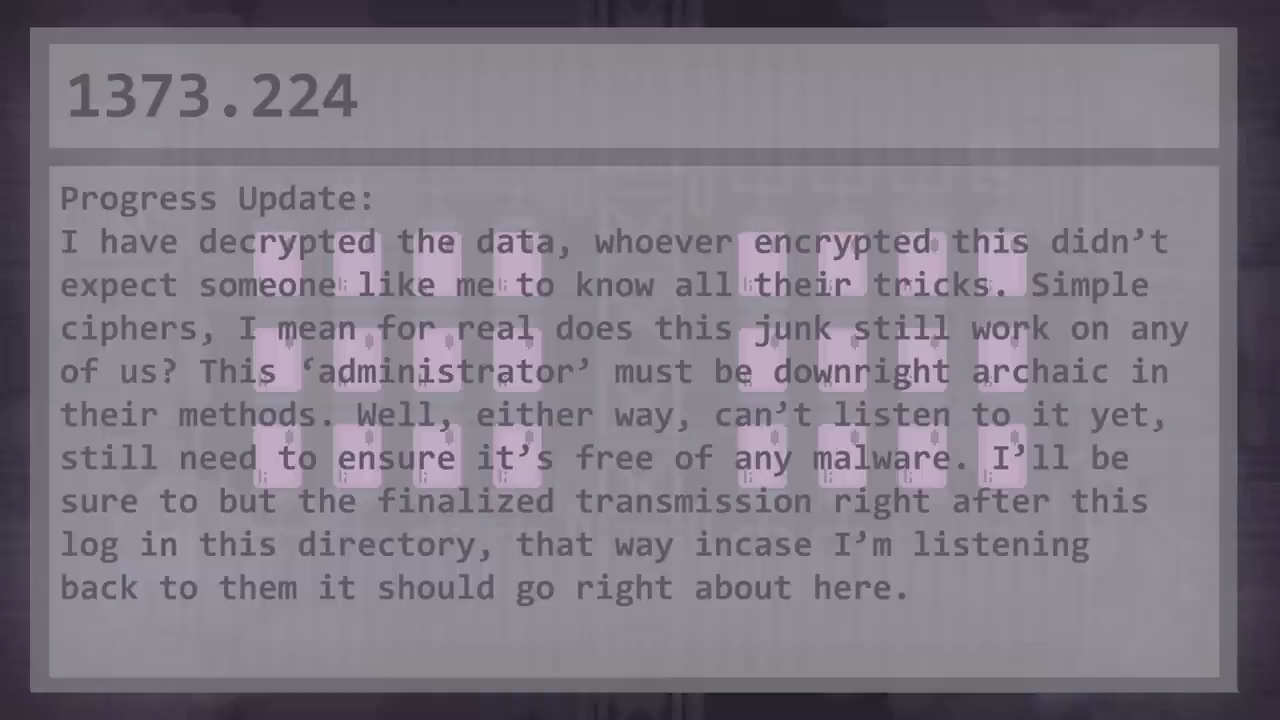 1373.224
Progress Update:
I have decrypted the data, whoever encrypted this didn’t
expect someone like me to know all their tricks. Simple
ciphers, I mean for real does this junk still work on any
of us? This ‘administrator’ must be downright archaic in
their methods. Well, either way, can’t listen to it yet,
still need to ensure it’s free of any malware. I’ll be
sure to but the finalized transmission right after this
log in this directory, that way incase I’m listening
back to them it should go right about here.